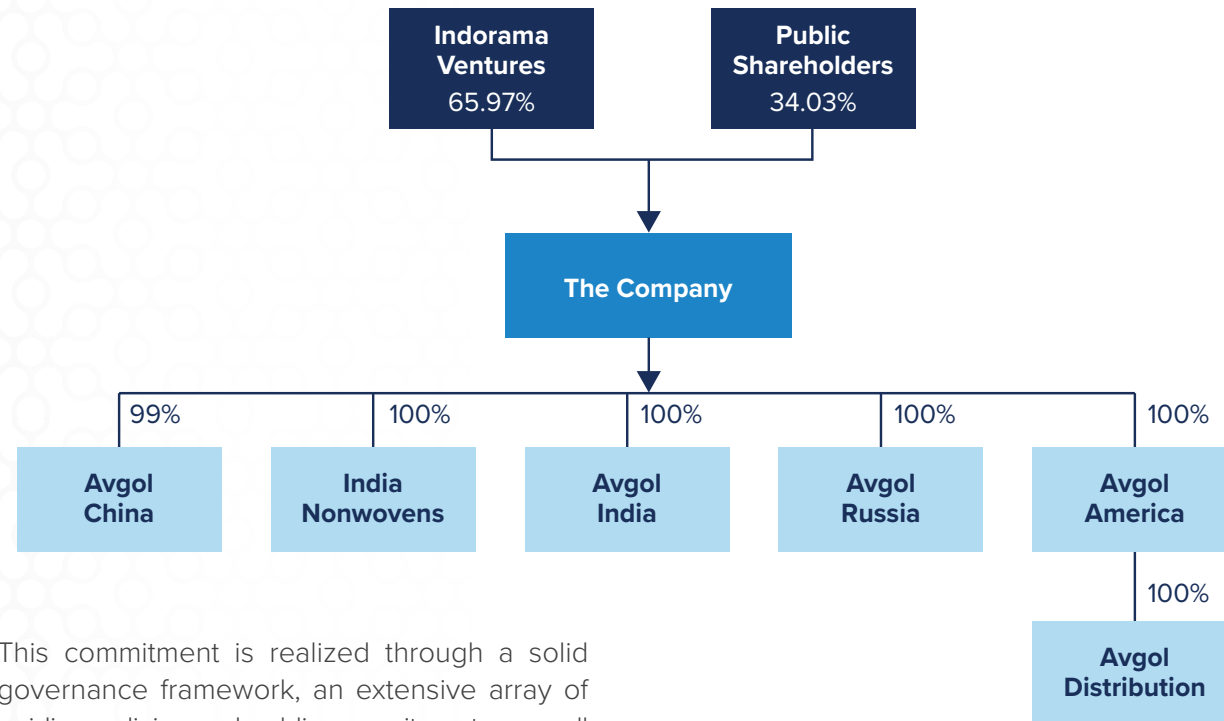 Indorama
Ventures
65.97%
Public
Shareholders
34.03%
The Company
99%
100%
100%
100%
100%
Avgol
China
India
Nonwovens
Avgol
India
Avgol
Russia
Avgol
America
100%
Avgol
Distribution
This commitment is realized through a solid
governance framework, an extensive array of